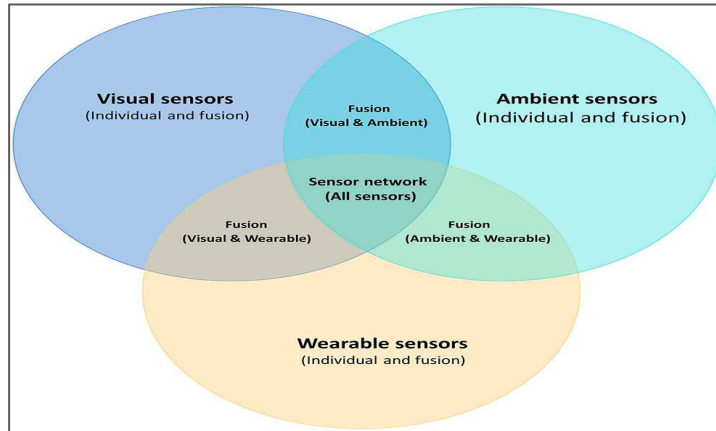 Visual sensors
(Individual and fusion)
Fusion
(Visual & Ambient)
Ambient sensors
(Individual and fusion)
Sensor network
(All sensors)
Fusion
(Visual & Wearable)
Fusion
(Ambient & Wearable)
Wearable sensors
(Individual and fusion)